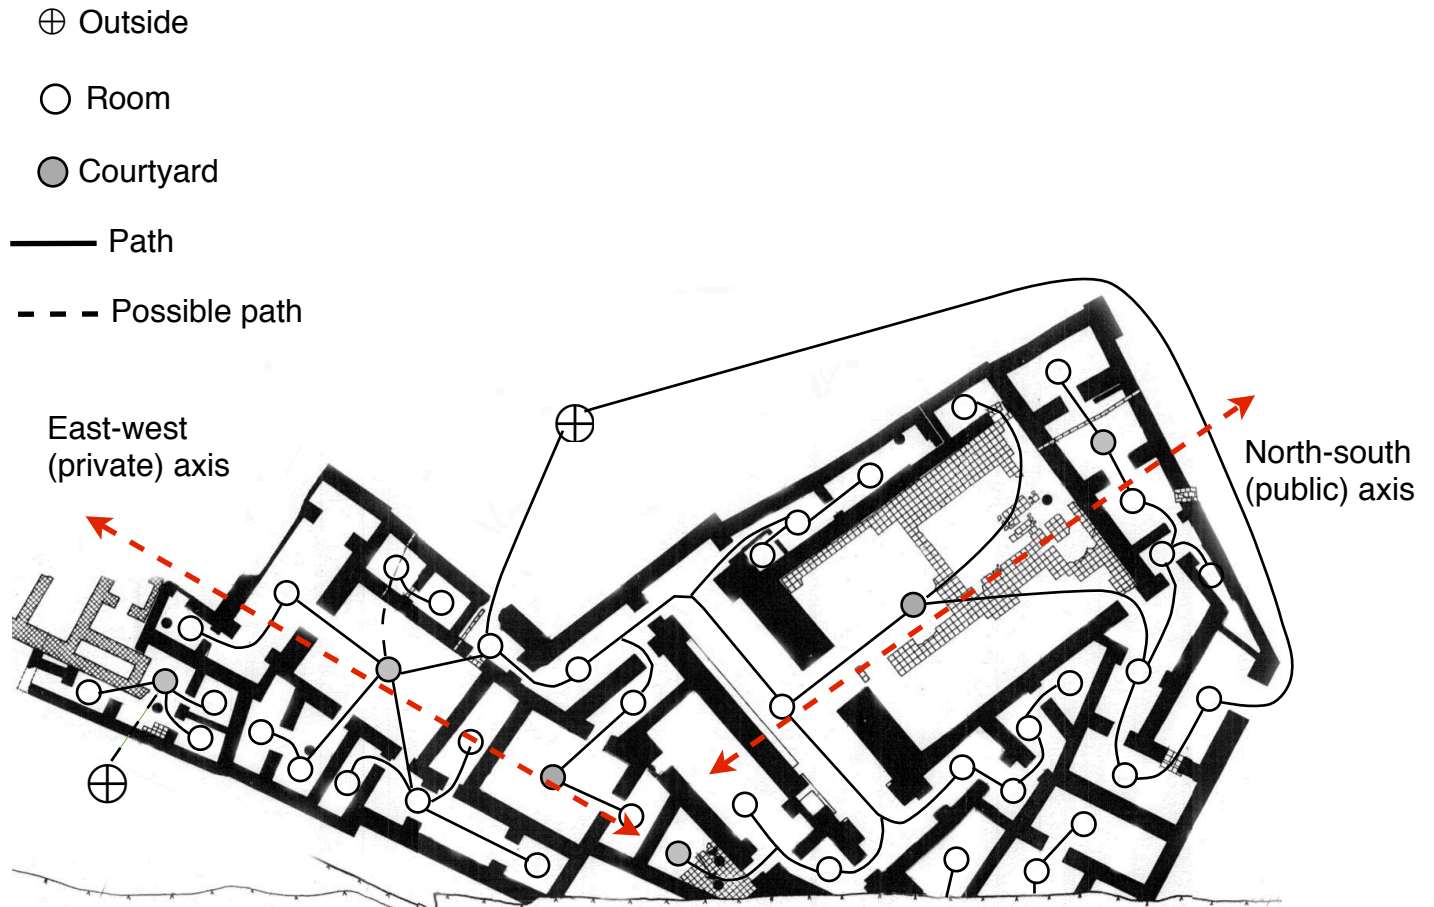 Outside
Room
Courtyard
Path
Possible path
East-west
(private) axis
North-south
(public) axis